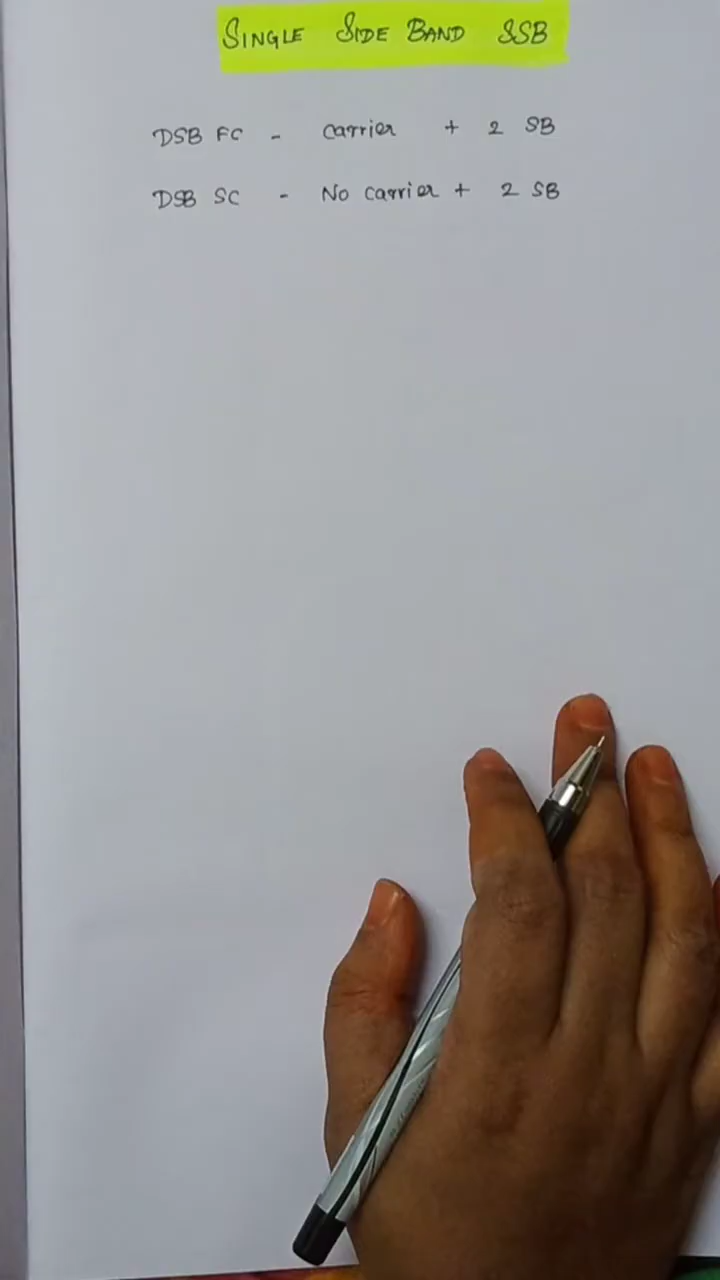 SINGLE SIDE BAND SSB
DSB FC - carrier + 2 SB
DSB SC - No carrier + 2 SB